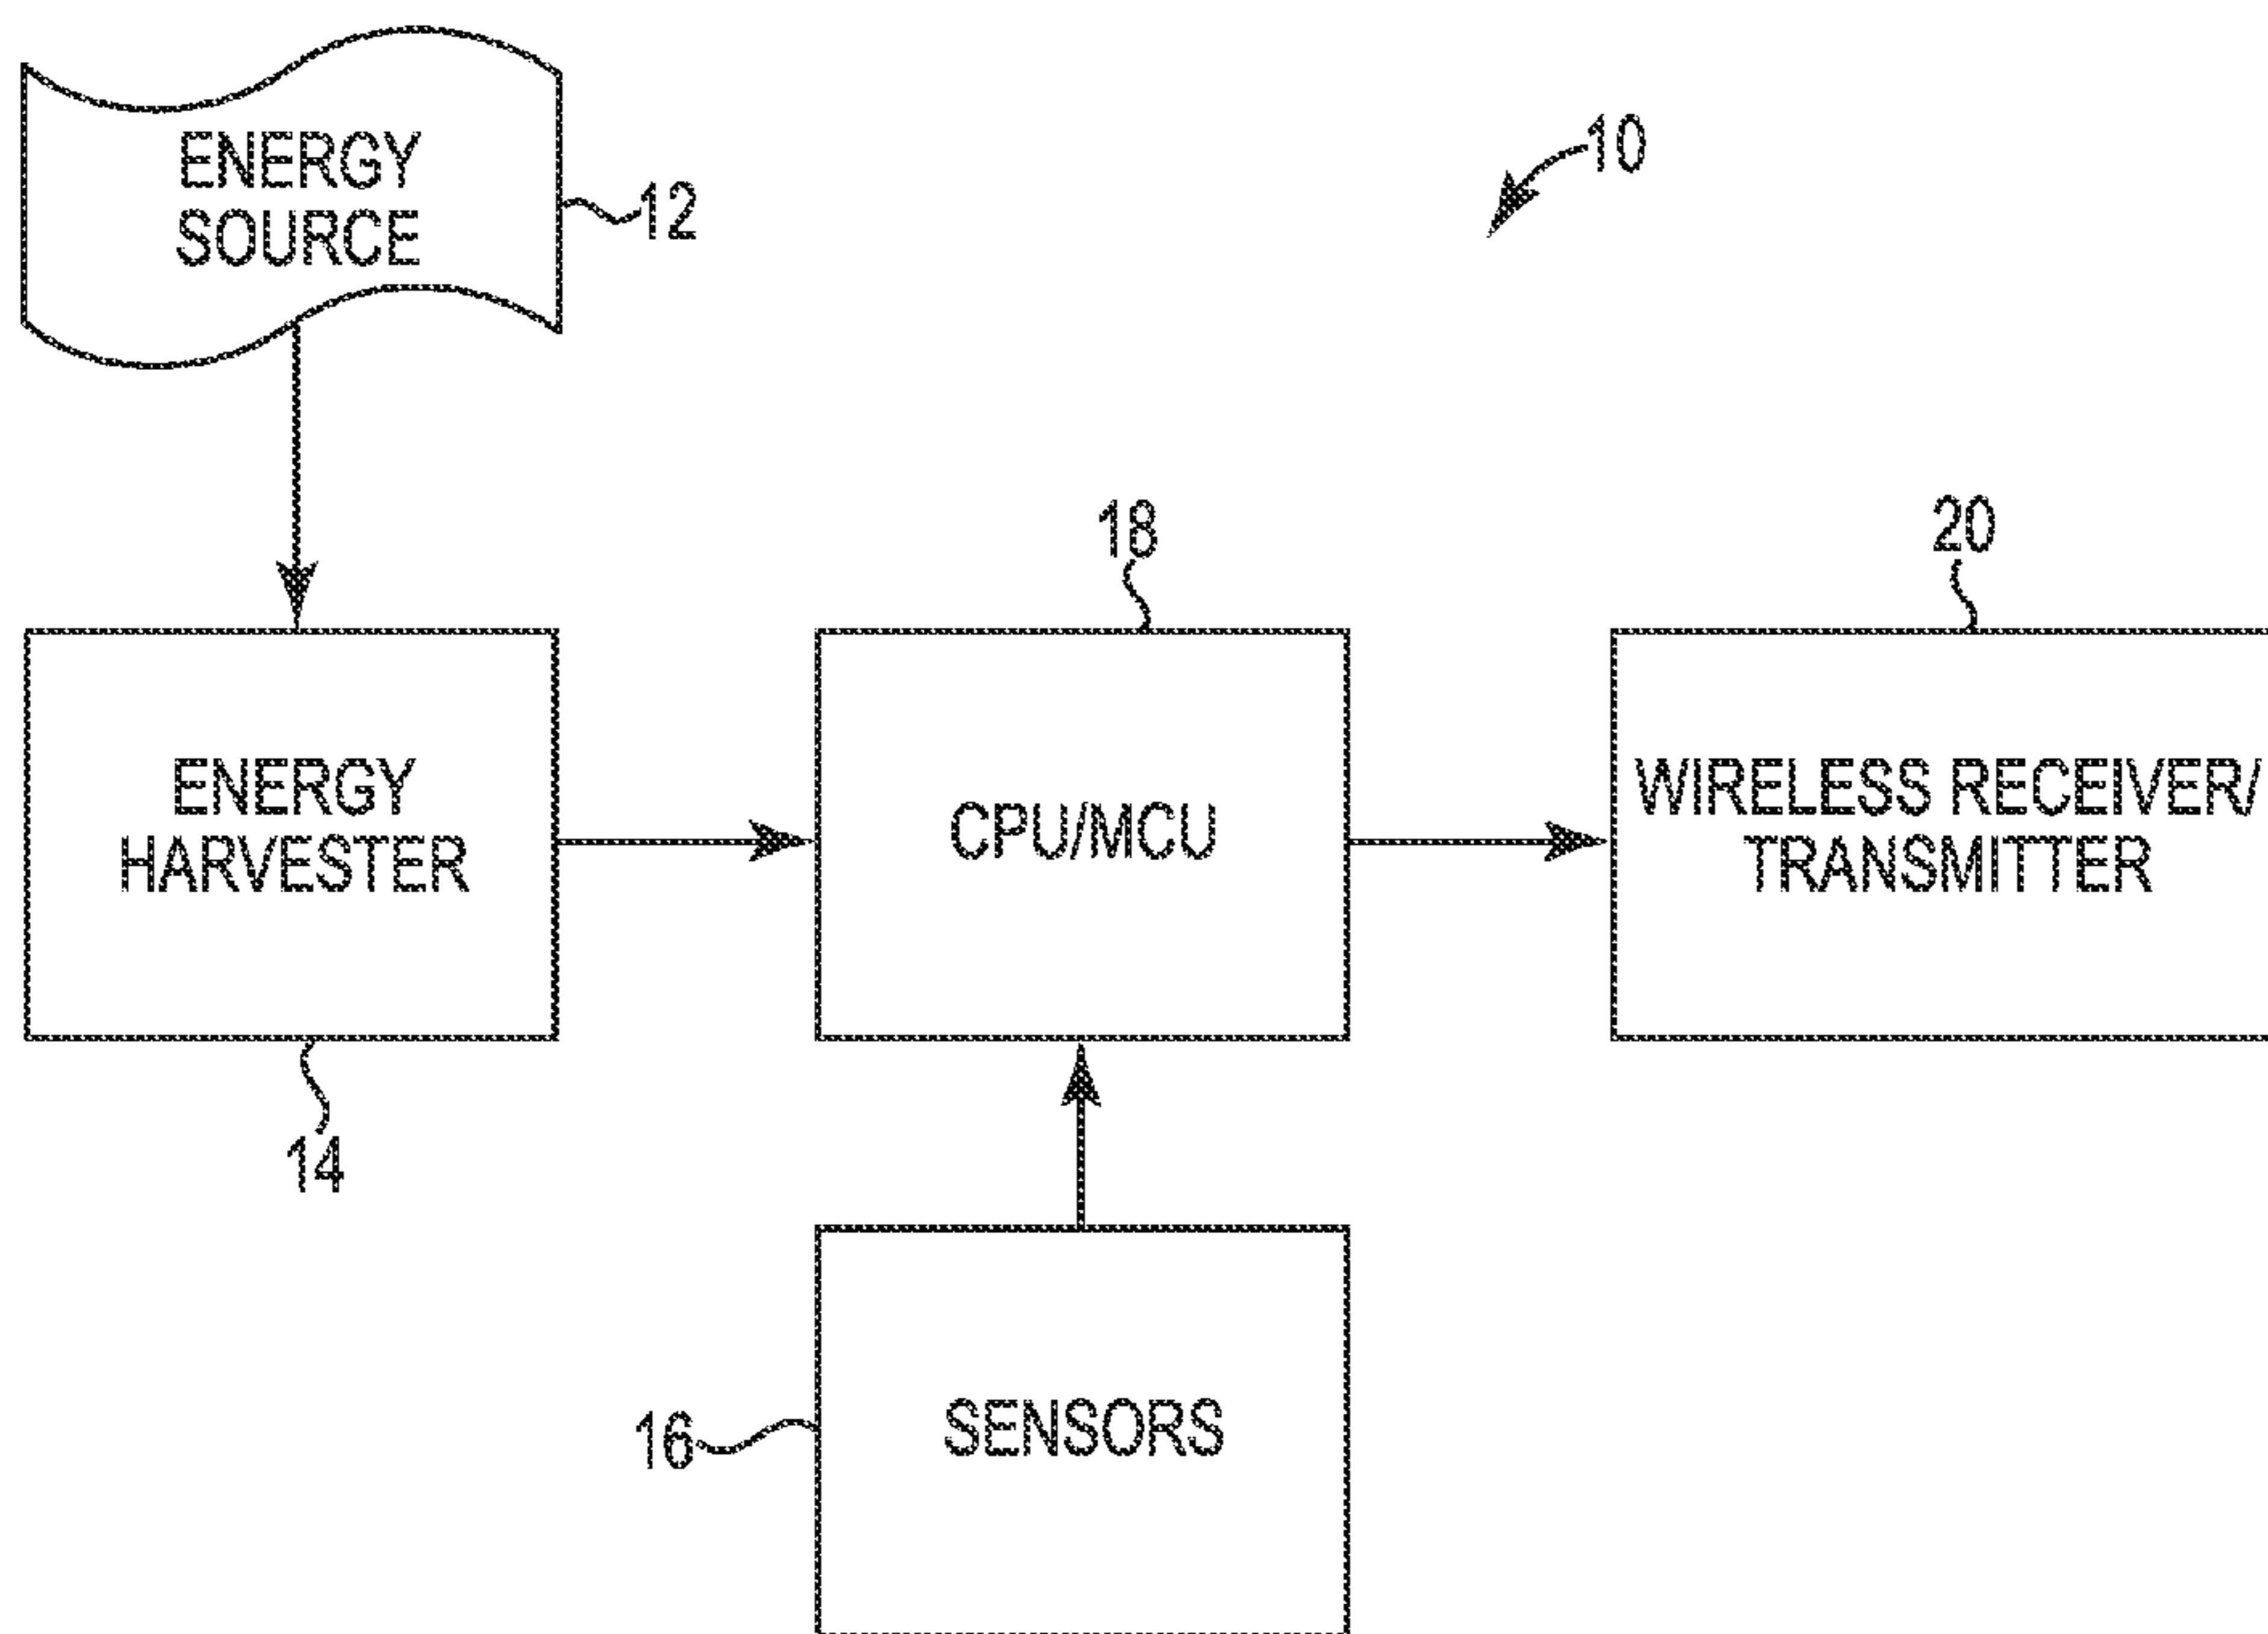 ENERGY
SOURCE
12
10
18
20
ENERGY
HARVESTER
CPU/MCU
WIRELESS RECEIVER/
TRANSMITTER
14
16
SENSORS